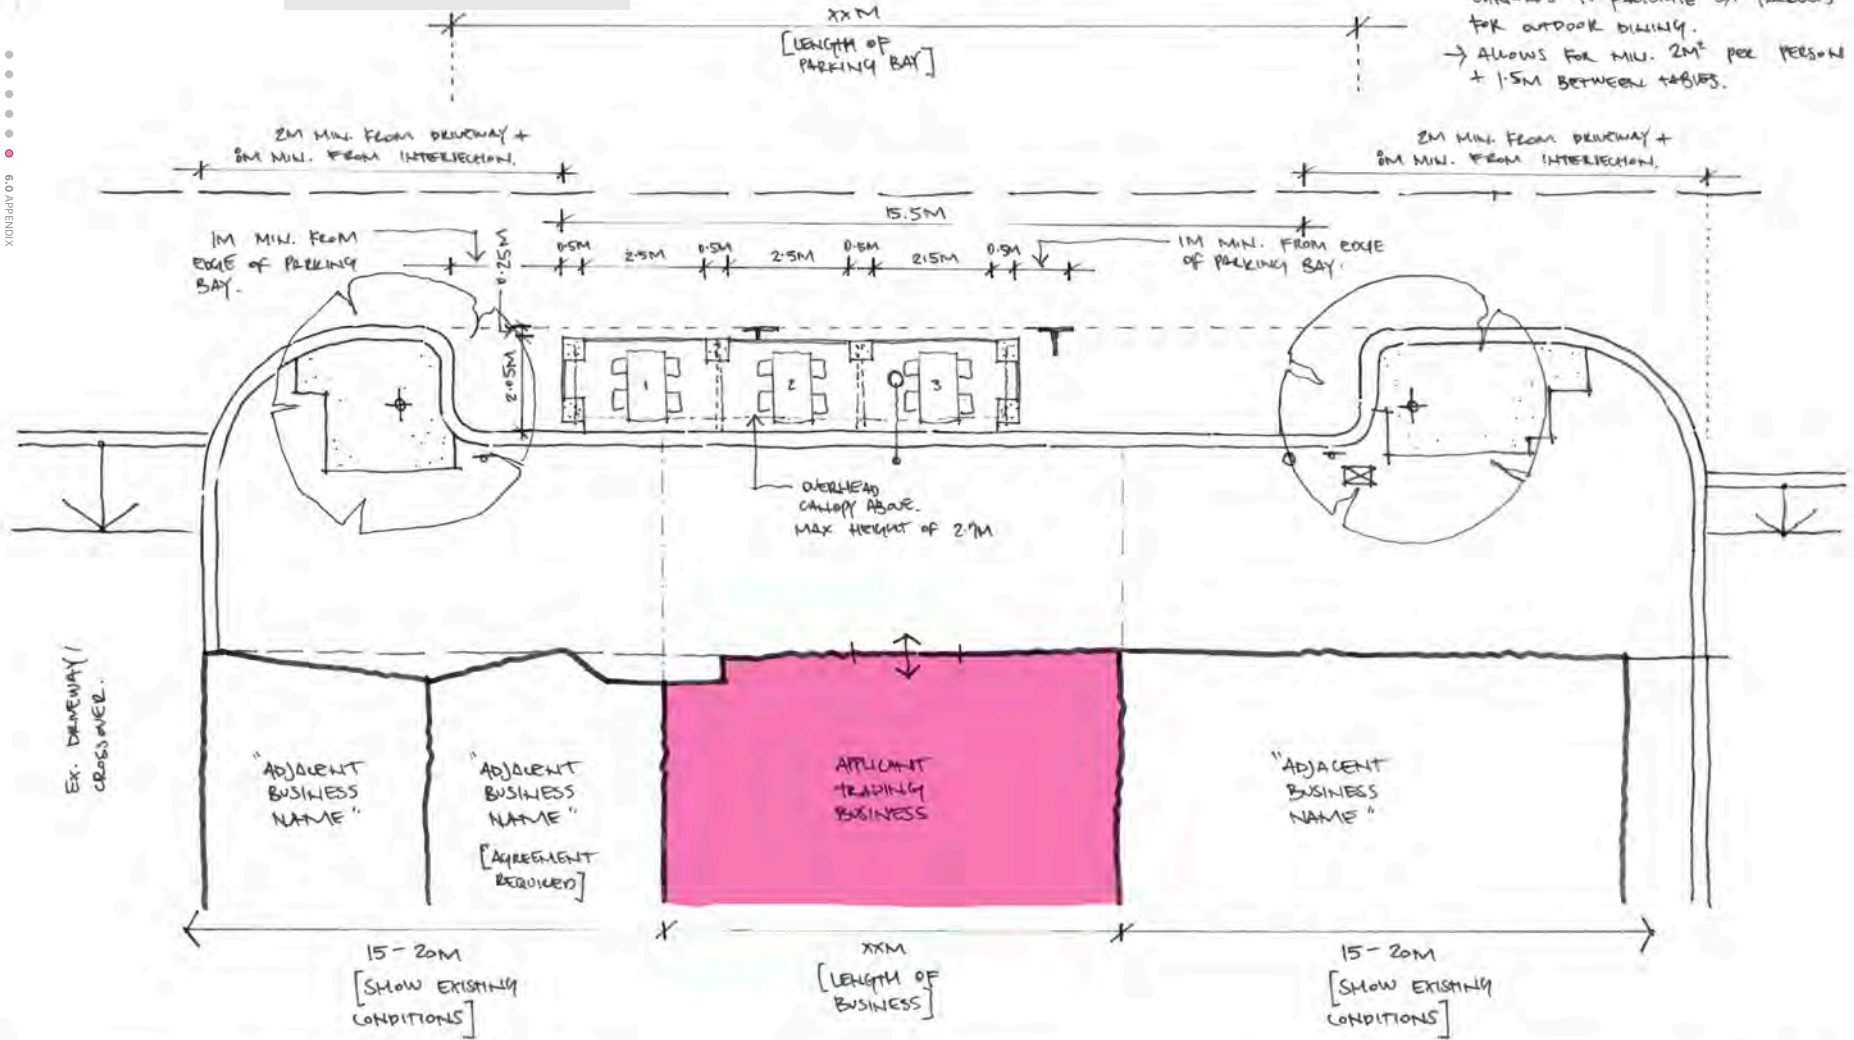 XXM
[LENGTH OF
PARKING BAY]
FOR OUTDOOR DINING.
→ ALLOWS FOR MIN. 2M² PER PERSON
+ 1.5M BETWEEN TABLES.
2M MIN. FROM DRIVEWAY +
MIN. FROM INTERSECTION.
2M MIN. FROM DRIVEWAY +
MIN. FROM INTERSECTION.
15.5M
1M MIN. FROM
EDGE OF PARKING
BAY.
0.25M
0.5M
2.5M
0.5M
2.5M
0.5M
2.5M
0.5M
1M MIN. FROM EDGE
OF PARKING BAY.
2.05M
1
2
3
OVERHEAD
CANOPY ABOVE.
MAX HEIGHT OF 2.7M
EX. DRIVEWAY/
CROSSOVER.
"ADJACENT
BUSINESS
NAME"
"ADJACENT
BUSINESS
NAME"
[AGREEMENT
REQUIRED]
APPLICANT
TRADING
BUSINESS
"ADJACENT
BUSINESS
NAME"
15-20M
[SHOW EXISTING
CONDITIONS]
XXM
[LENGTH OF
BUSINESS]
15-20M
[SHOW EXISTING
CONDITIONS]
6.0 APPENDIX